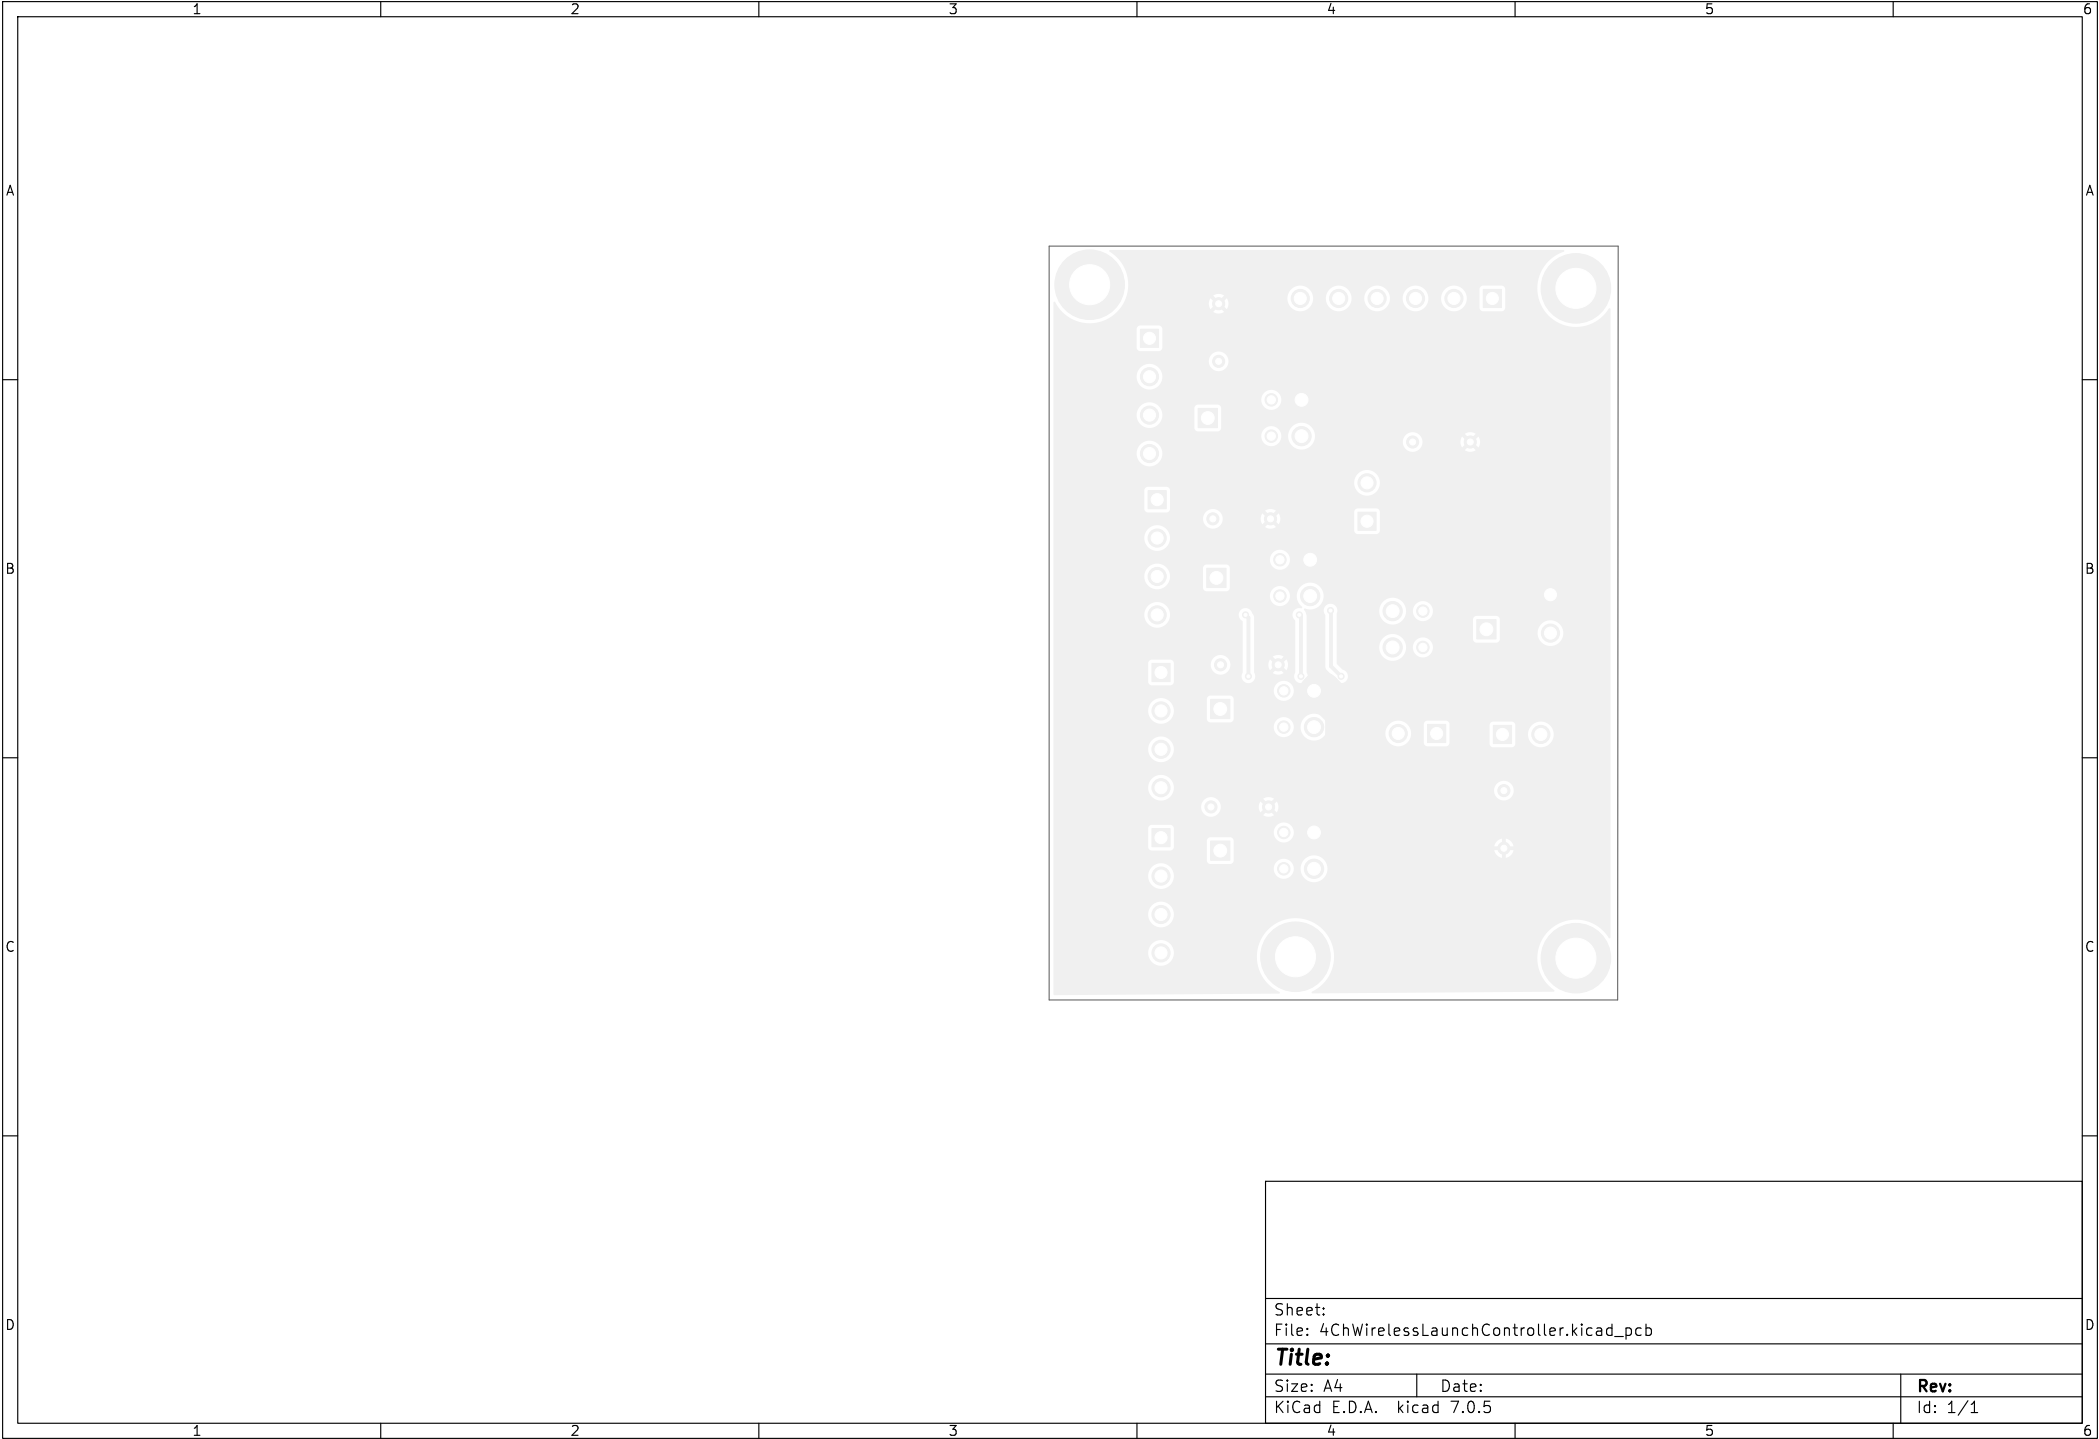 1 2 3 4 5 6
A A
B B
C C
Sheet:
File: 4ChWirelessLaunchController.kicad_pcb
D D
Title:
Size: A4 Date: Rev:
KiCad E.D.A. kicad 7.0.5 Id: 1/1
1 2 3 4 5 6